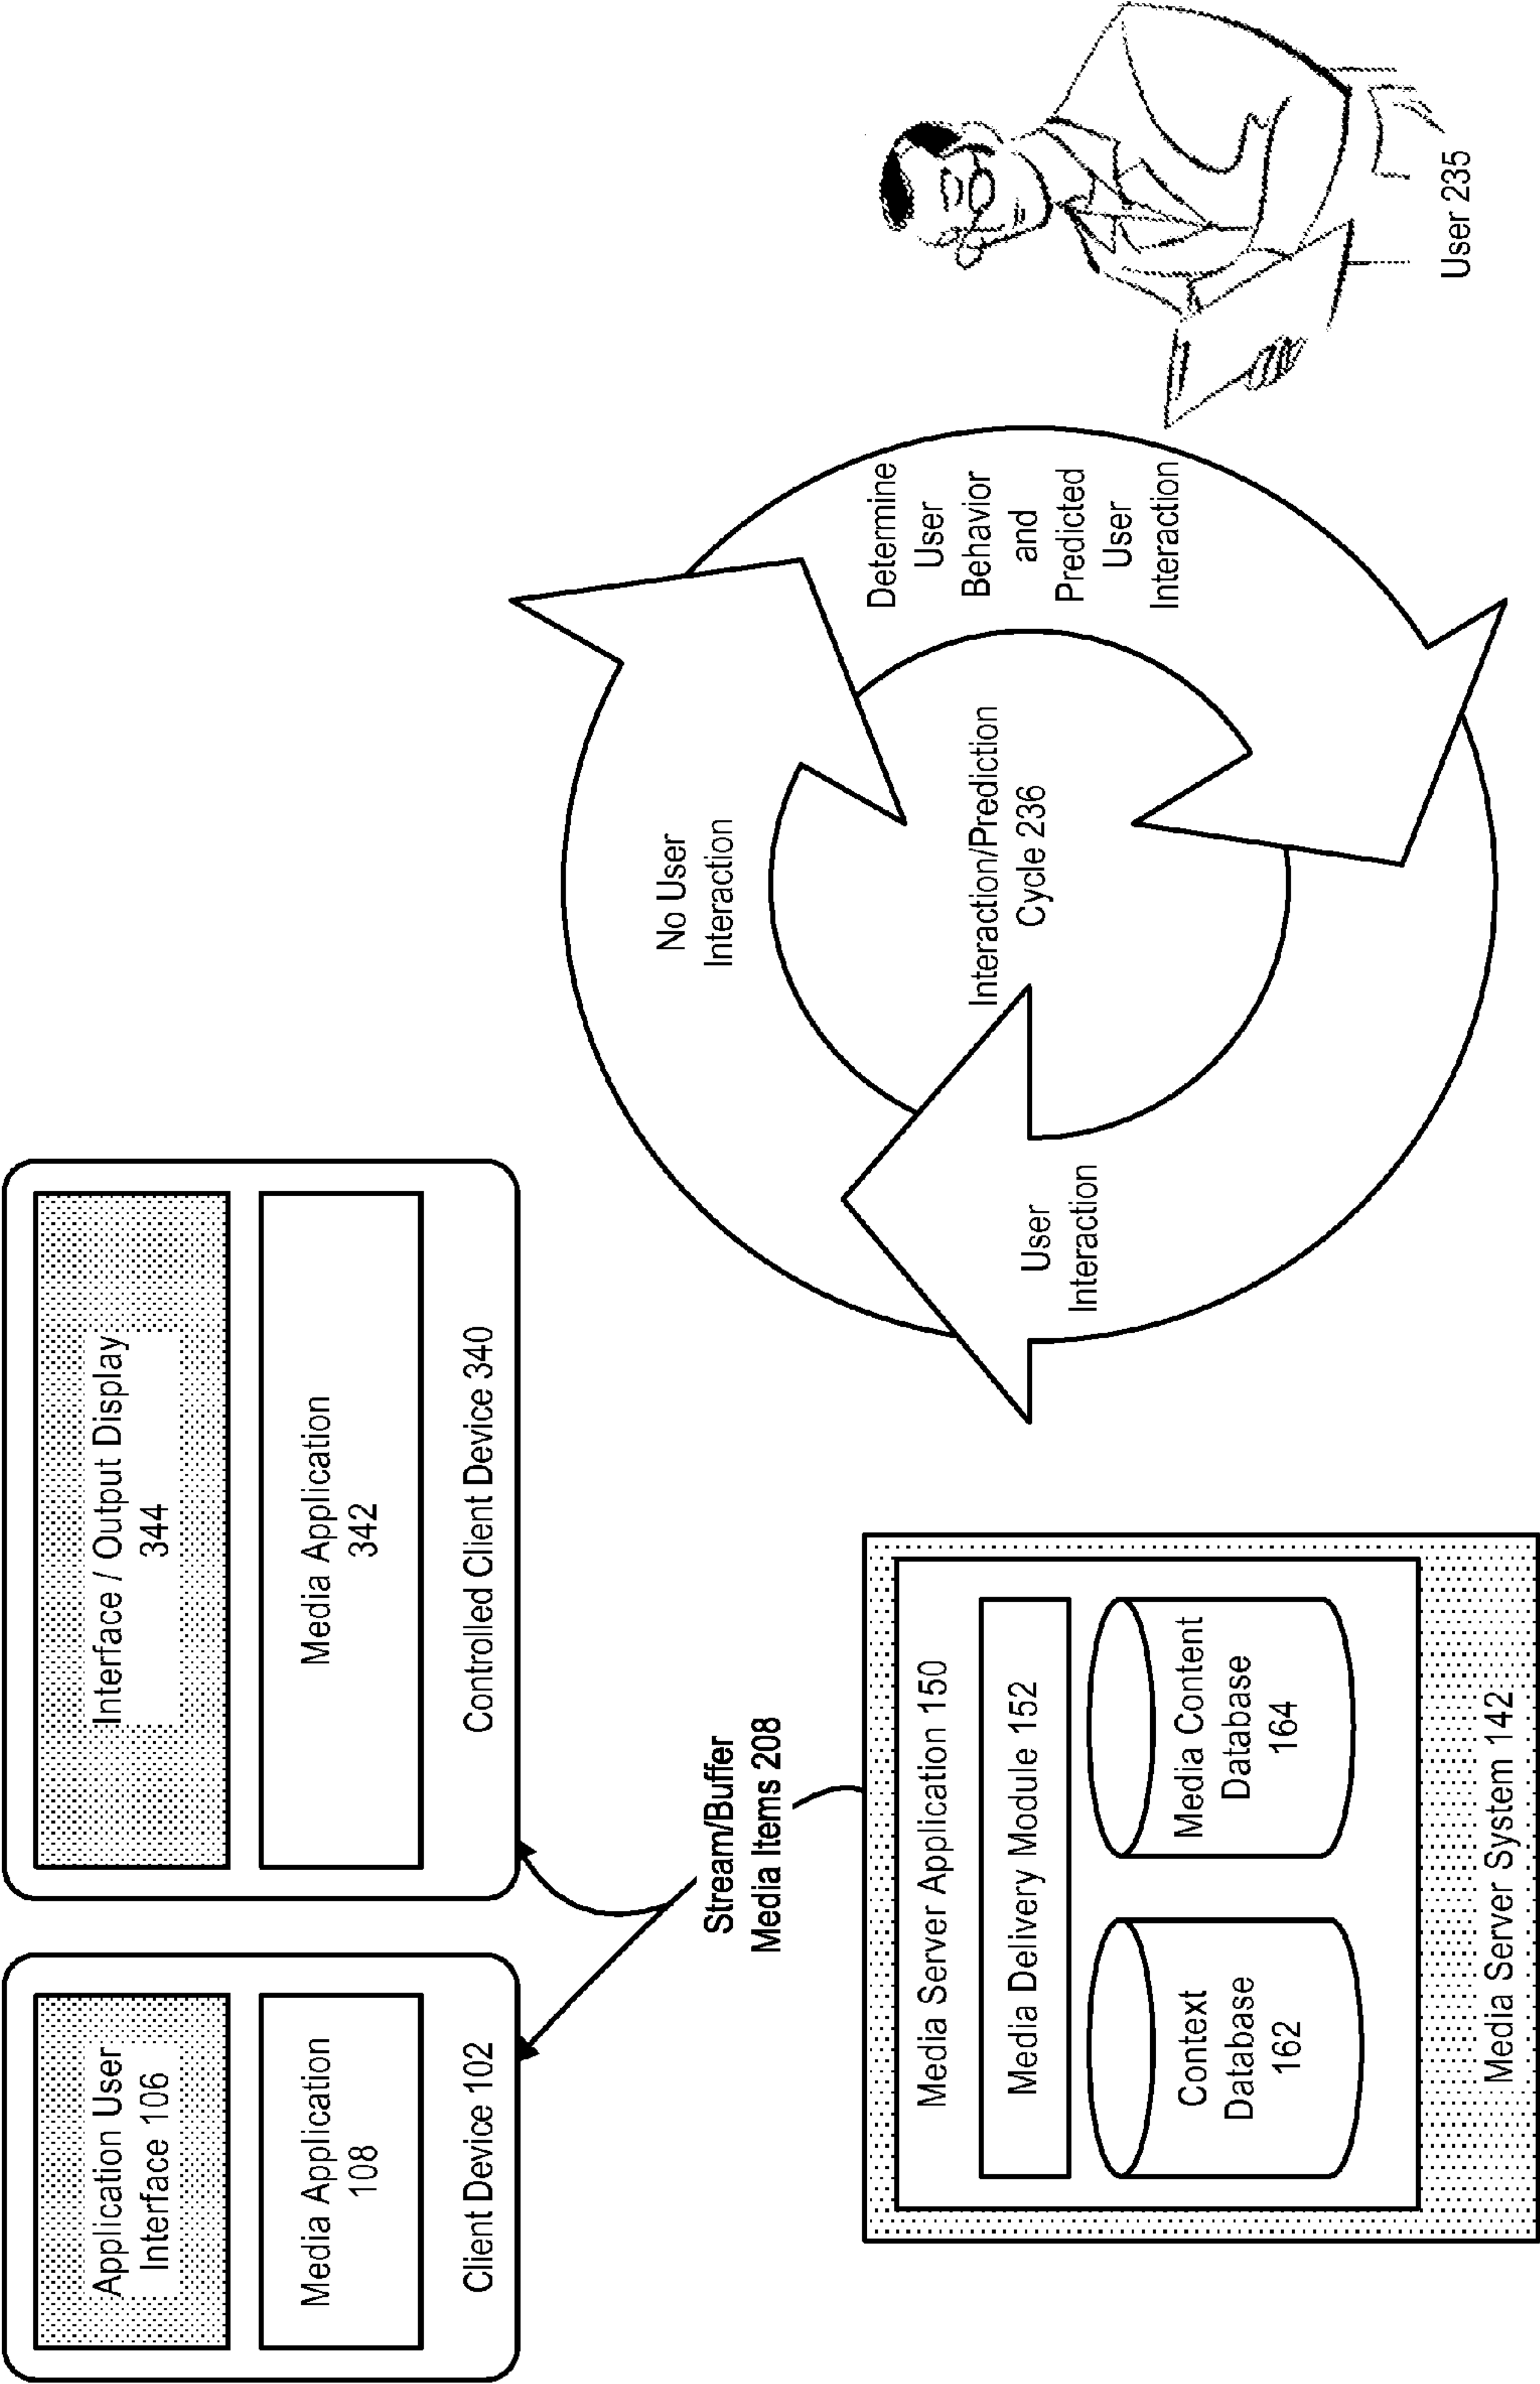 Application User
Interface 106
Media Application
108
Client Device 102
Interface / Output Display
344
Media Application
342
Controlled Client Device 340
Stream/Buffer
Media Items 208
Media Server Application 150
Media Delivery Module 152
Context
Database
162
Media Content
Database
164
Media Server System 142
No User
Interaction
Interaction/Prediction
Cycle 236
User
Interaction
Determine
User
Behavior
and
Predicted
User
Interaction
User 235